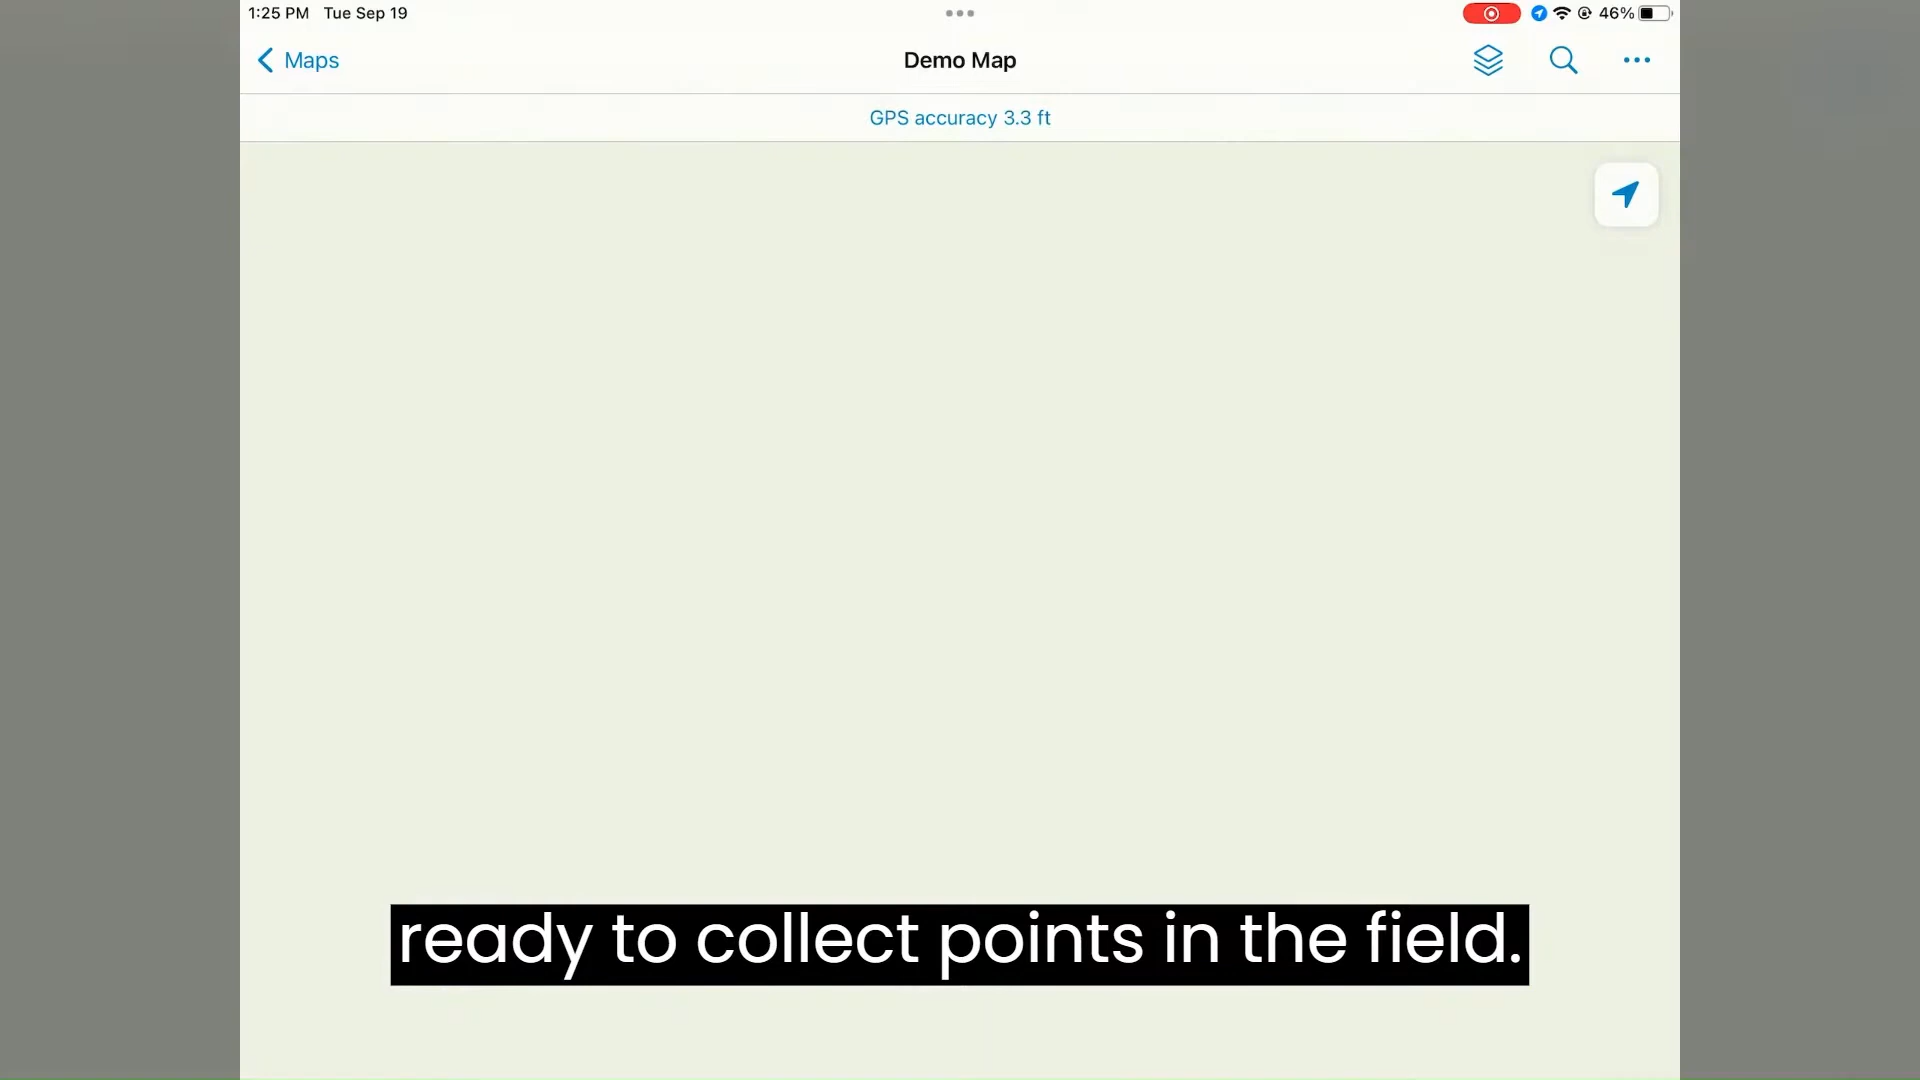 1:25 PM Tue Sep 19
46%
Maps
Demo Map
GPS accuracy 3.3 ft
ready to collect points in the field.